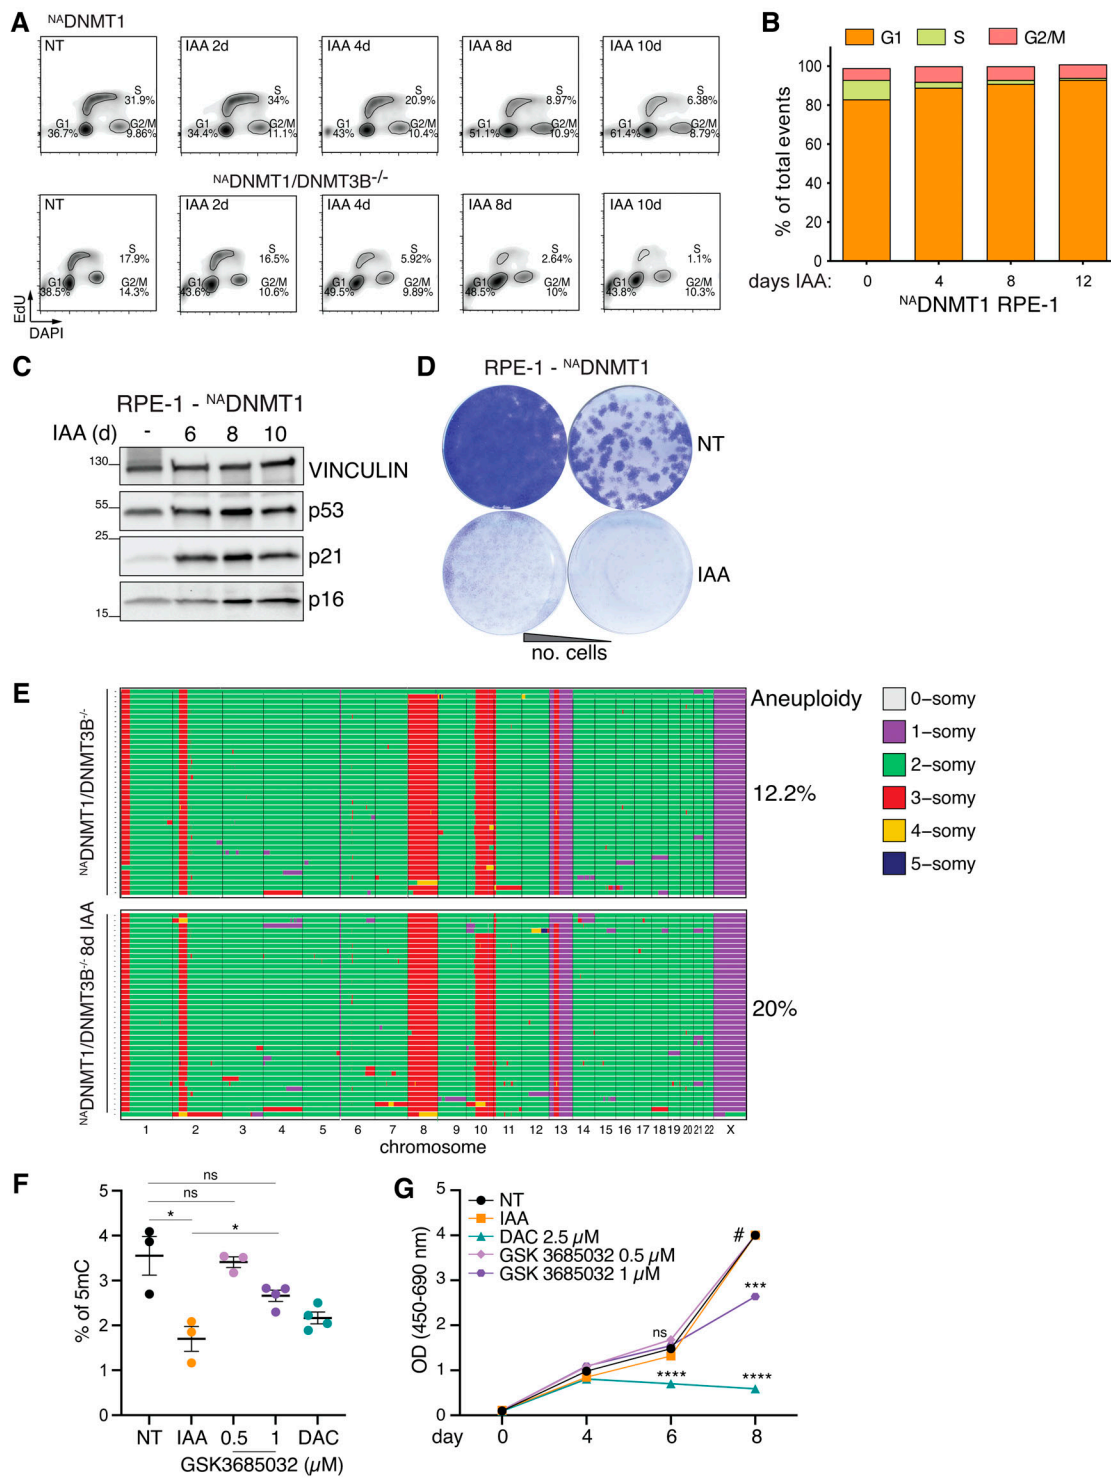 A
NADNMT1
NT
S
31.9%
G1
36.7%
G2/M
9.86%
IAA 2d
S
34%
34.4%
11.1%
IAA 4d
S
20.9%
G1
43%
G2/M
10.4%
IAA 8d
S
8.97%
G1
51.1%
G2/M
10.9%
IAA 10d
S
6.38%
G1
61.4%
G2/M
8.79%
NADNMT1/DNMT3B-/-
NT
S
17.9%
G1
38.5%
G2/M
14.3%
IAA 2d
S
16.5%
G1
43.6%
G2/M
10.6%
IAA 4d
S
5.92%
G1
49.5%
G2/M
9.89%
IAA 8d
S
2.64%
G1
48.5%
G2/M
10%
IAA 10d
S
1.1%
G1
43.8%
G2/M
10.3%
EdU
DAPI
B
G1 S G2/M
% of total events
100
80
60
40
20
0
days IAA: 0 4 8 12
NADNMT1 RPE-1
C
RPE-1 - NADNMT1
IAA (d) - 6 8 10
130
VINCULIN
55
p53
25
p21
p16
15
D
RPE-1 - NADNMT1
NT
IAA
no. cells
E
NADNMT1/DNMT3B-/-
NADNMT1/DNMT3B-/- 8d IAA
Aneuploidy
12.2%
20%
0-somy
1-somy
2-somy
3-somy
4-somy
5-somy
1 2 3 4 5 6 7 8 9 10 11 12 13 14 15 16 17 18 19 20 21 22 X
chromosome
F
ns
ns
* *
% of 5mC
5
4
3
2
1
0
NT IAA 0.5 1 DAC
GSK3685032 (µM)
G
NT
IAA
DAC 2.5 µM
GSK 3685032 0.5 µM
GSK 3685032 1 µM
OD (450-690 nm)
5
4
3
2
1
0
#
***
ns
****
****
day 0 4 6 8